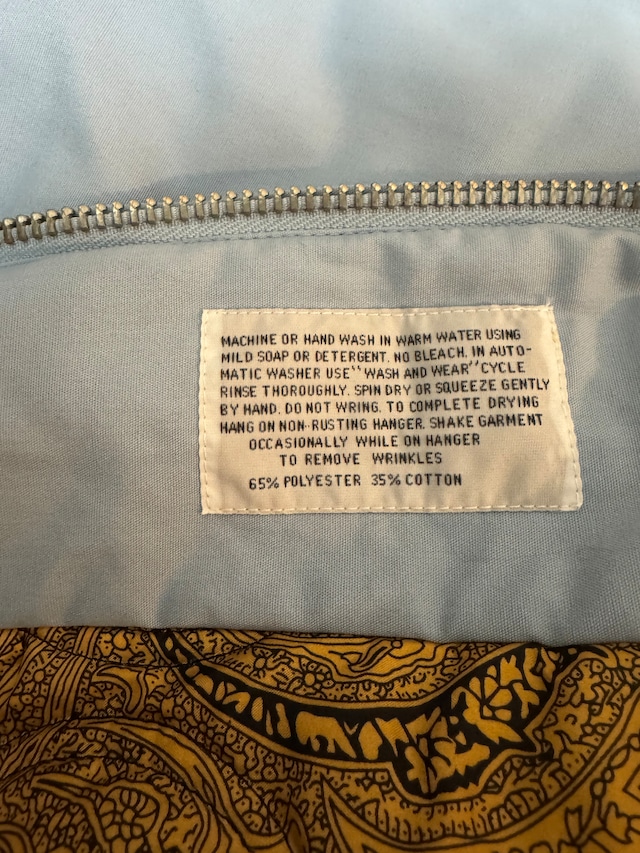 MACHINE OR HAND WASH IN WARM WATER USING
MILD SOAP OR DETERGENT. NO BLEACH. IN AUTO-
MATIC WASHER USE "WASH AND WEAR" CYCLE
RINSE THOROUGHLY. SPIN DRY OR SQUEEZE GENTLY
BY HAND. DO NOT WRING. TO COMPLETE DRYING
HANG ON NON-RUSTING HANGER. SHAKE GARMENT
OCCASIONALLY WHILE ON HANGER
TO REMOVE WRINKLES
65% POLYESTER 35% COTTON